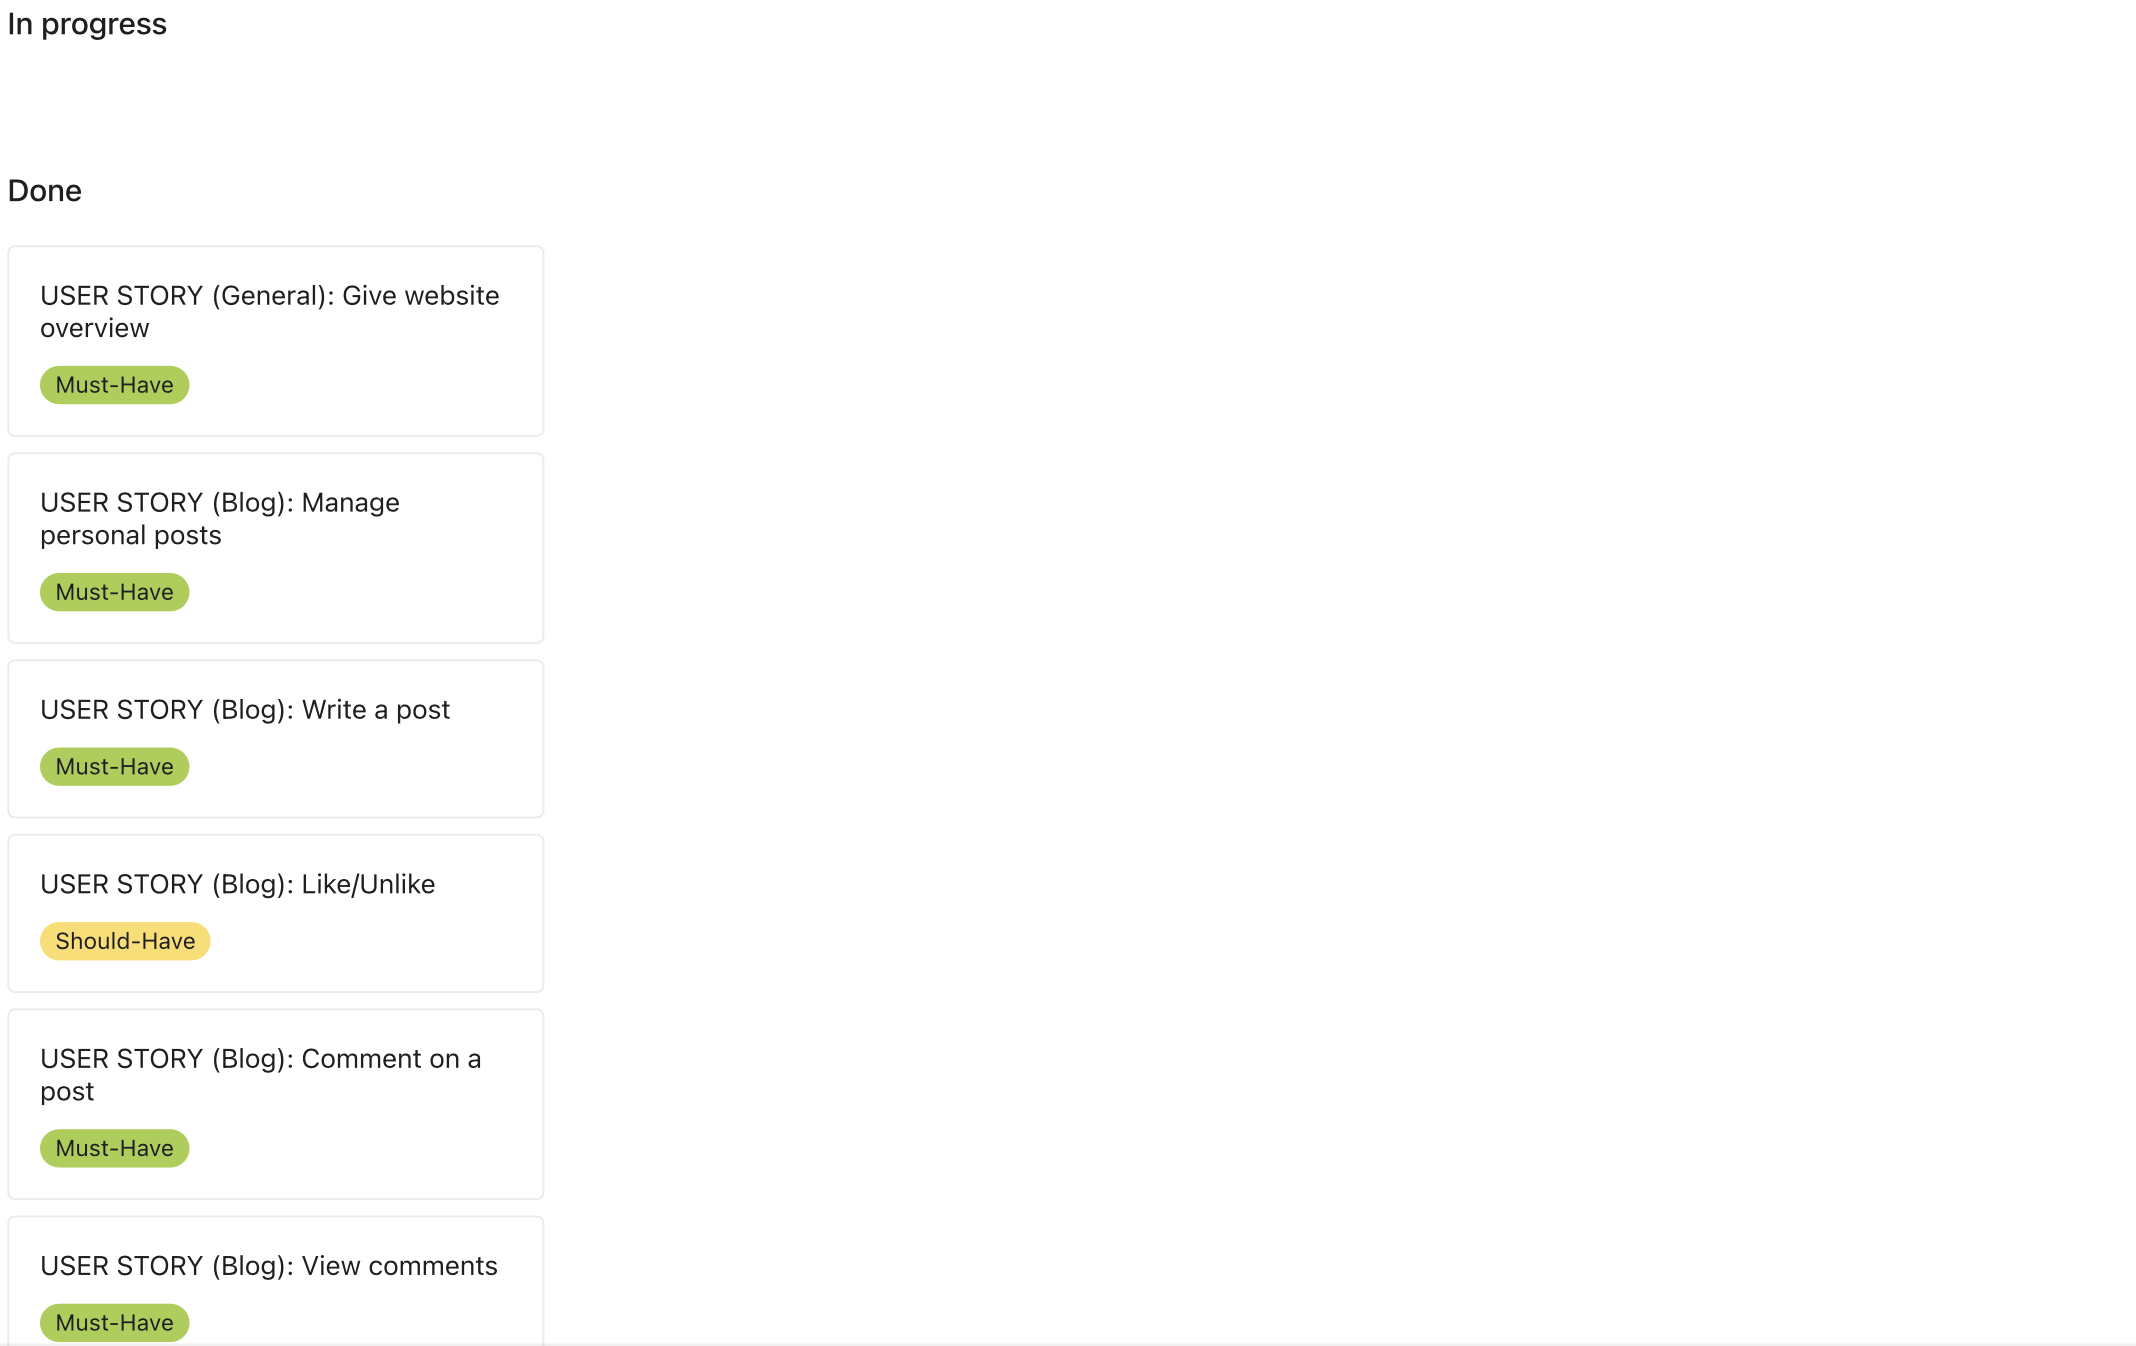 In progress
Done
USER STORY (General): Give website
overview
Must-Have
USER STORY (Blog): Manage
personal posts
Must-Have
USER STORY (Blog): Write a post
Must-Have
USER STORY (Blog): Like/Unlike
Should-Have
USER STORY (Blog): Comment on a
post
Must-Have
USER STORY (Blog): View comments
Must-Have